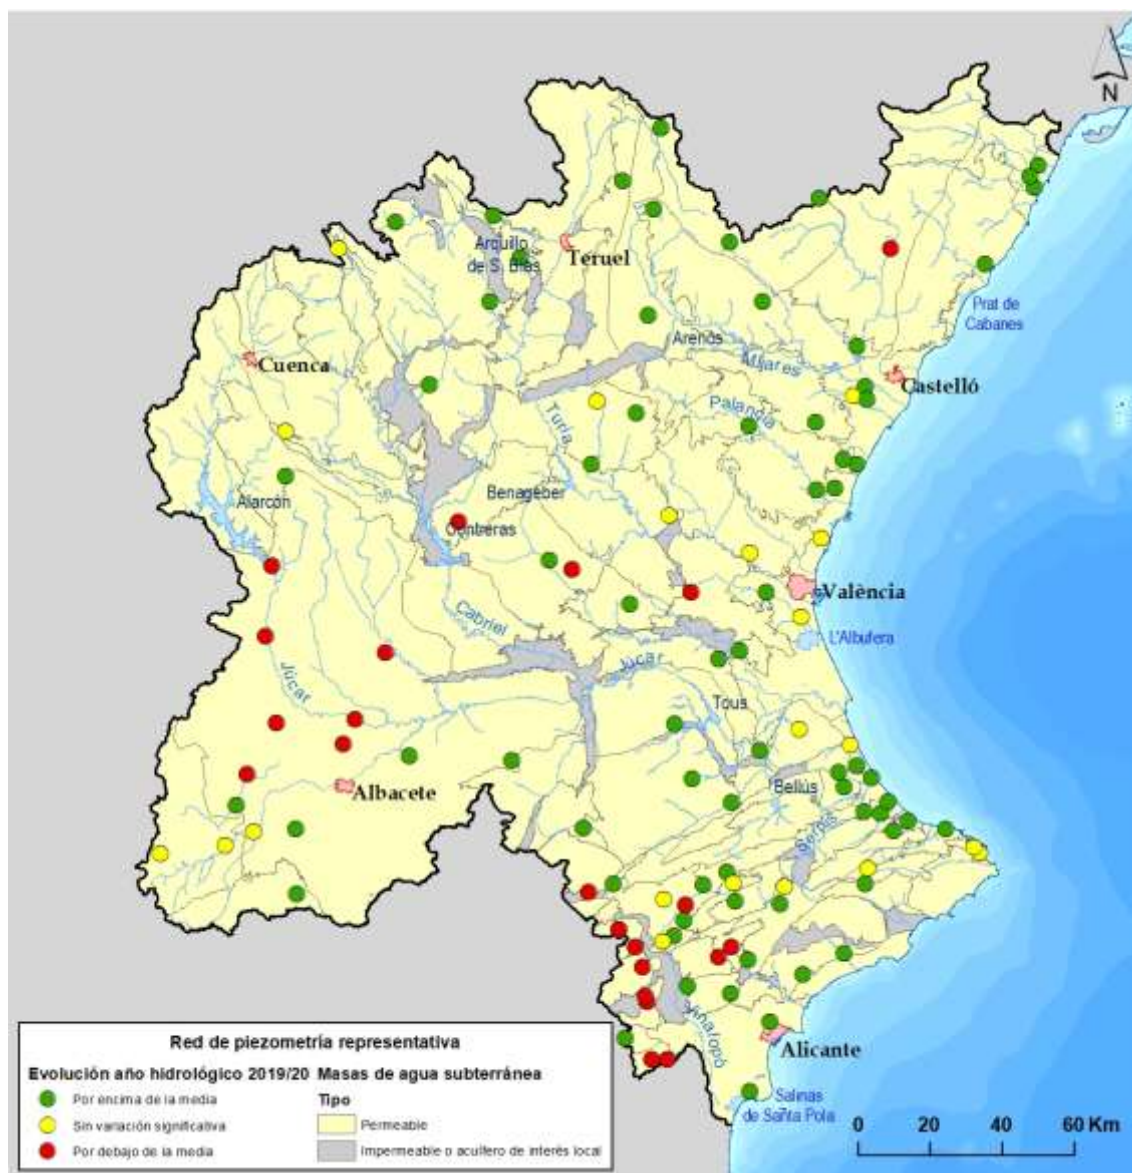 N
Arquillo
de S. Blas
Teruel
Prat de
Cabanes
Arenós
Mijares
Cuenca
Castelló
Palancia
Turia
Alarcón
Benagéber
Contreras
València
Cabriel
L'Albufera
Júcar
Júcar
Tous
Albacete
Bellús
Serpis
Vinalopó
Alicante
Salinas
de Santa Pola
Red de piezometría representativa
Evolución año hidrológico 2019/20
Por encima de la media
Sin variación significativa
Por debajo de la media
Masas de agua subterránea
Tipo
Permeable
Impermeable o acuífero de interés local
0 20 40 60 Km